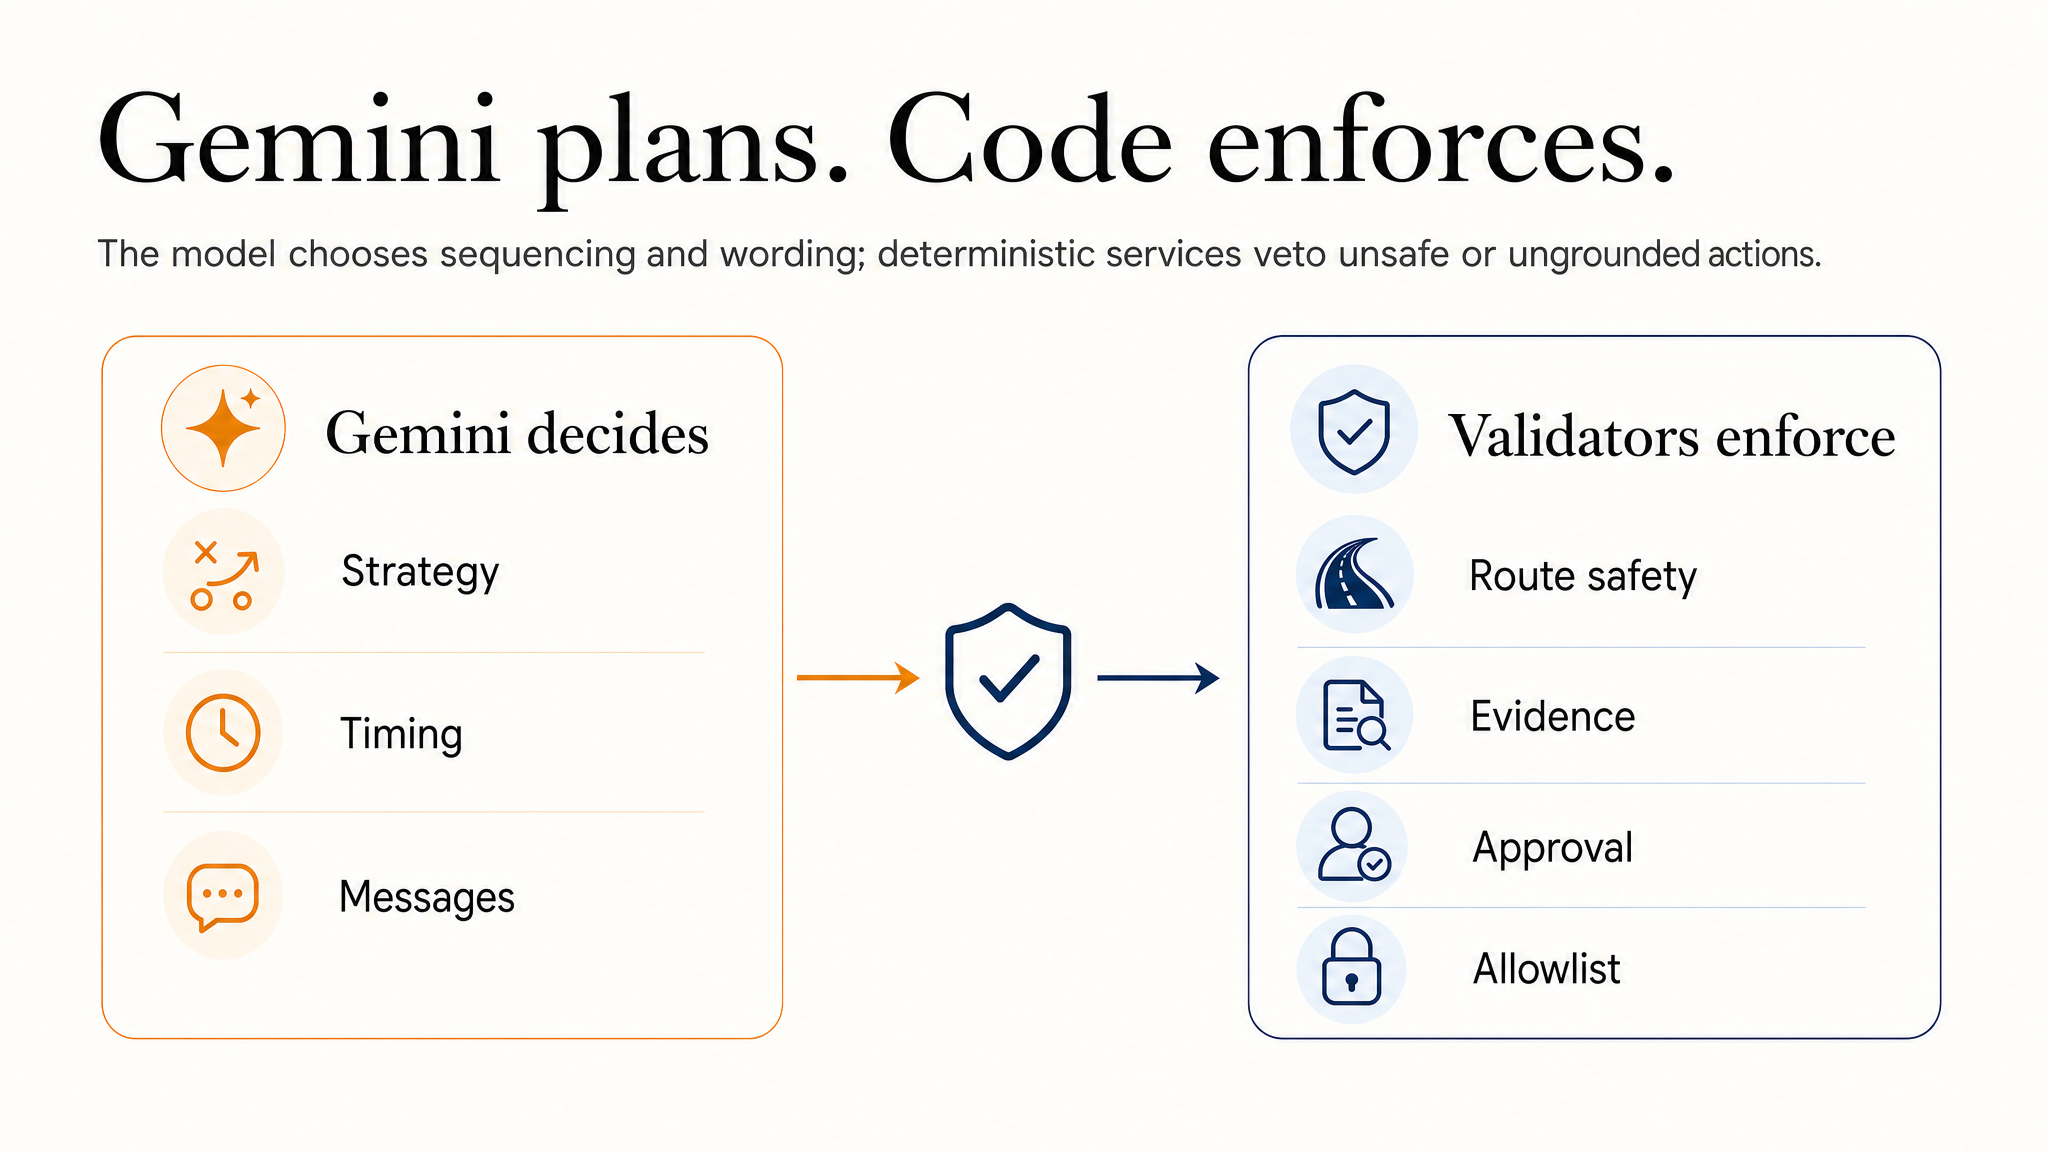 Gemini plans. Code enforces.
The model chooses sequencing and wording; deterministic services veto unsafe or ungrounded actions.
Gemini decides
Strategy
Timing
Messages
Validators enforce
Route safety
Evidence
Approval
Allowlist